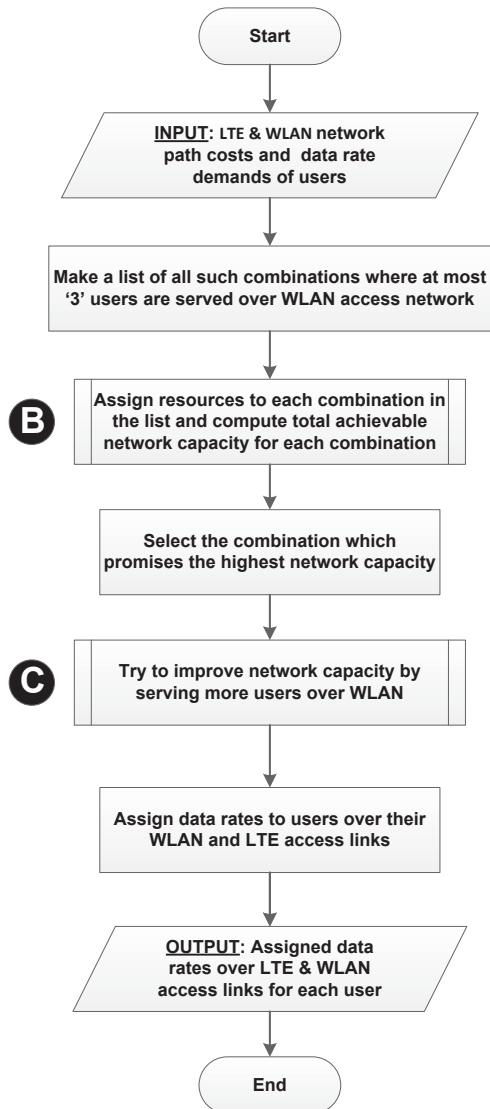 Start
INPUT: LTE & WLAN network
path costs and data rate
demands of users
Make a list of all such combinations where at most
‘3’ users are served over WLAN access network
B
Assign resources to each combination in
the list and compute total achievable
network capacity for each combination
Select the combination which
promises the highest network capacity
C
Try to improve network capacity by
serving more users over WLAN
Assign data rates to users over their
WLAN and LTE access links
OUTPUT: Assigned data
rates over LTE & WLAN
access links for each user
End